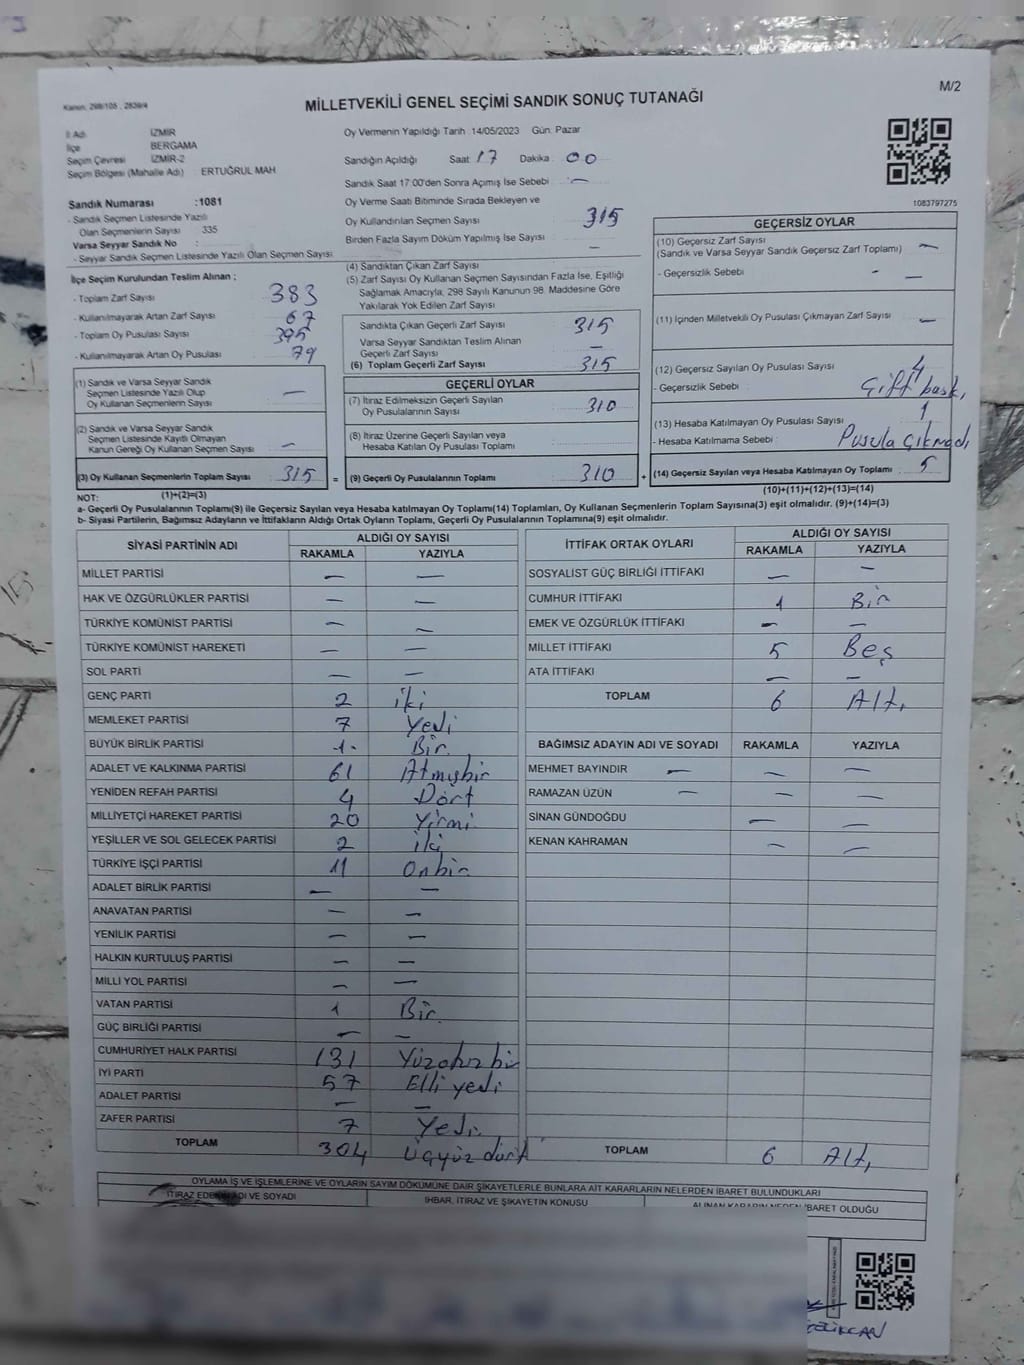 M/2
Kanun: 298/105 , 2839/4
MİLLETVEKİLİ GENEL SEÇİMİ SANDIK SONUÇ TUTANAĞI
İl Adı İZMİR
İlçe BERGAMA
Seçim Çevresi İZMİR-2
Seçim Bölgesi (Mahalle Adı) ERTUĞRUL MAH
Sandık Numarası :1081
- Sandık Seçmen Listesinde Yazılı
Olan Seçmenlerin Sayısı 335
Varsa Seyyar Sandık No :
- Seyyar Sandık Seçmen Listesinde Yazılı Olan Seçmen Sayısı
Oy Vermenin Yapıldığı Tarih :14/05/2023 Gün: Pazar
Sandığın Açıldığı Saat: 17 Dakika : 00
Sandık Saat 17:00'den Sonra Açımış İse Sebebi : —
Oy Verme Saati Bitiminde Sırada Bekleyen ve
Oy Kullandırılan Seçmen Sayısı 315
Birden Fazla Sayım Döküm Yapılmış İse Sayısı —
1083797275
İlçe Seçim Kurulundan Teslim Alınan ;
- Toplam Zarf Sayısı 383
- Kullanılmayarak Artan Zarf Sayısı 67
- Toplam Oy Pusulası Sayısı 395
- Kullanılmayarak Artan Oy Pusulası 79
(1) Sandık ve Varsa Seyyar Sandık
Seçmen Listesinde Yazılı Olup
Oy Kullanan Seçmenlerin Sayısı —
(2) Sandık ve Varsa Seyyar Sandık
Seçmen Listesinde Kayıtlı Olmayan
Kanun Gereği Oy Kullanan Seçmen Sayısı —
(3) Oy Kullanan Seçmenlerin Toplam Sayısı 315 =
(4) Sandıktan Çıkan Zarf Sayısı
(5) Zarf Sayısı Oy Kullanan Seçmen Sayısından Fazla İse, Eşitliği
Sağlamak Amacıyla, 298 Sayılı Kanunun 98. Maddesine Göre
Yakılarak Yok Edilen Zarf Sayısı
Sandıkta Çıkan Geçerli Zarf Sayısı 315
Varsa Seyyar Sandıktan Teslim Alınan
Geçerli Zarf Sayısı —
(6) Toplam Geçerli Zarf Sayısı 315
GEÇERLİ OYLAR
(7) İtiraz Edilmeksizin Geçerli Sayılan
Oy Pusulalarının Sayısı 310
(8) İtiraz Üzerine Geçerli Sayılan veya
Hesaba Katılan Oy Pusulası Toplamı
(9) Geçerli Oy Pusulalarının Toplamı 310 +
GEÇERSİZ OYLAR
(10) Geçersiz Zarf Sayısı
(Sandık ve Varsa Seyyar Sandık Geçersiz Zarf Toplamı) —
- Geçersizlik Sebebi - —
(11) İçinden Milletvekili Oy Pusulası Çıkmayan Zarf Sayısı —
(12) Geçersiz Sayılan Oy Pusulası Sayısı 4
- Geçersizlik Sebebi Çift baskı
(13) Hesaba Katılmayan Oy Pusulası Sayısı 1
- Hesaba Katılmama Sebebi : Pusula Çıkmadı
(14) Geçersiz Sayılan veya Hesaba Katılmayan Oy Toplamı 5
NOT: (1)+(2)=(3)
(10)+(11)+(12)+(13)=(14)
a- Geçerli Oy Pusulalarının Toplamı(9) ile Geçersiz Sayılan veya Hesaba katılmayan Oy Toplamı(14) Toplamları, Oy Kullanan Seçmenlerin Toplam Sayısına(3) eşit olmalıdır. (9)+(14)=(3)
b- Siyasi Partilerin, Bağımsız Adayların ve İttifakların Aldığı Ortak Oyların Toplamı, Geçerli Oy Pusulalarının Toplamına(9) eşit olmalıdır.
SİYASİ PARTİNİN ADI ALDIĞI OY SAYISI
RAKAMLA YAZIYLA
MİLLET PARTİSİ — —
HAK VE ÖZGÜRLÜKLER PARTİSİ — —
TÜRKİYE KOMÜNİST PARTİSİ — —
TÜRKİYE KOMÜNİST HAREKETİ — —
SOL PARTİ — —
GENÇ PARTİ 2 iki
MEMLEKET PARTİSİ 7 Yedi
BÜYÜK BİRLİK PARTİSİ 1 Bir
ADALET VE KALKINMA PARTİSİ 61 Atmışbir
YENİDEN REFAH PARTİSİ 4 Dört
MİLLİYETÇİ HAREKET PARTİSİ 20 Yirmi
YEŞİLLER VE SOL GELECEK PARTİSİ 2 iki
TÜRKİYE İŞÇİ PARTİSİ 11 Onbir
ADALET BİRLİK PARTİSİ — —
ANAVATAN PARTİSİ — —
YENİLİK PARTİSİ — —
HALKIN KURTULUŞ PARTİSİ — —
MİLLİ YOL PARTİSİ — —
VATAN PARTİSİ 1 Bir
GÜÇ BİRLİĞİ PARTİSİ — —
CUMHURİYET HALK PARTİSİ 131 Yüzotuzbir
İYİ PARTİ 57 Elli yedi
ADALET PARTİSİ — —
ZAFER PARTİSİ 7 Yedi
TOPLAM 304 Üçyüz dört
İTTİFAK ORTAK OYLARI ALDIĞI OY SAYISI
RAKAMLA YAZIYLA
SOSYALİST GÜÇ BİRLİĞİ İTTİFAKI — —
CUMHUR İTTİFAKI 1 Bir
EMEK VE ÖZGÜRLÜK İTTİFAKI — —
MİLLET İTTİFAKI 5 Beş
ATA İTTİFAKI — —
TOPLAM 6 Altı
BAĞIMSIZ ADAYIN ADI VE SOYADI RAKAMLA YAZIYLA
MEHMET BAYINDIR — — —
RAMAZAN UZUN — — —
SİNAN GÜNDOĞDU — —
KENAN KAHRAMAN — —
TOPLAM 6 Altı
OYLAMA İŞ VE İŞLEMLERİNE VE OYLARIN SAYIM DÖKÜMÜNE DAİR ŞİKAYETLERLE BUNLARA AİT KARARLARIN NELERDEN İBARET BULUNDUKLARI
İTİRAZ EDENİN ADI VE SOYADI İHBAR, İTİRAZ VE ŞİKAYETİN KONUSU ALINAN KARARIN NEDEN İBARET OLDUĞU